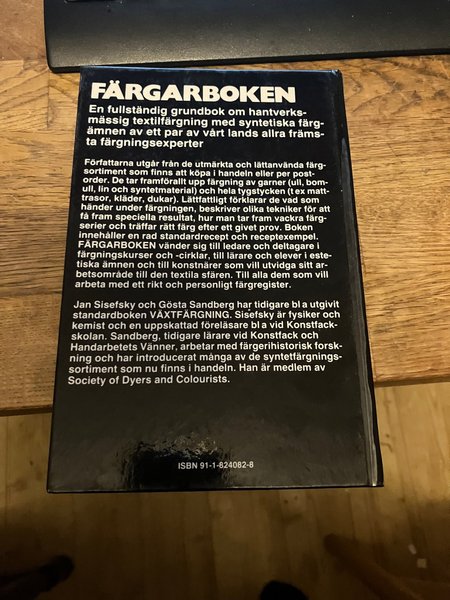 FÄRGARBOKEN
En fullständig grundbok om hantverks-
mässig textilfärgning med syntetiska färg-
ämnen av ett par av vårt lands allra främs-
ta färgningsexperter
Författarna utgår från de utmärkta och lättanvända färg-
sortiment som finns att köpa i handeln eller per post-
order. De tar framförallt upp färgning av garner (ull, bom-
ull, lin och syntetmaterial) och hela tygstycken (t ex matt-
trasor, kläder, dukar). Lättfattligt förklarar de vad som
händer under färgningen, beskriver olika tekniker för att
få fram speciella resultat, hur man tar fram vackra färg-
serier och träffar rätt färg efter ett givet prov. Boken
innehåller en rad standardrecept och receptexempel.
FÄRGARBOKEN vänder sig till ledare och deltagare i
färgningskurser och -cirklar, till lärare och elever i este-
tiska ämnen och till konstnärer som vill utvidga sitt ar-
betsområde till den textila sfären. Till alla dem som vill
arbeta med ett rikt och personligt färgregister.
Jan Sisefsky och Gösta Sandberg har tidigare bl a utgivit
standardboken VÄXTFÄRGNING. Sisefsky är fysiker och
kemist och en uppskattad föreläsare bl a vid Konstfack-
skolan. Sandberg, tidigare lärare vid Konstfack och
Handarbetets Vänner, arbetar med färgerihistorisk forsk-
ning och har introducerat många av de syntetfärgnings-
sortiment som nu finns i handeln. Han är medlem av
Society of Dyers and Colourists.
ISBN 91-1-824082-8